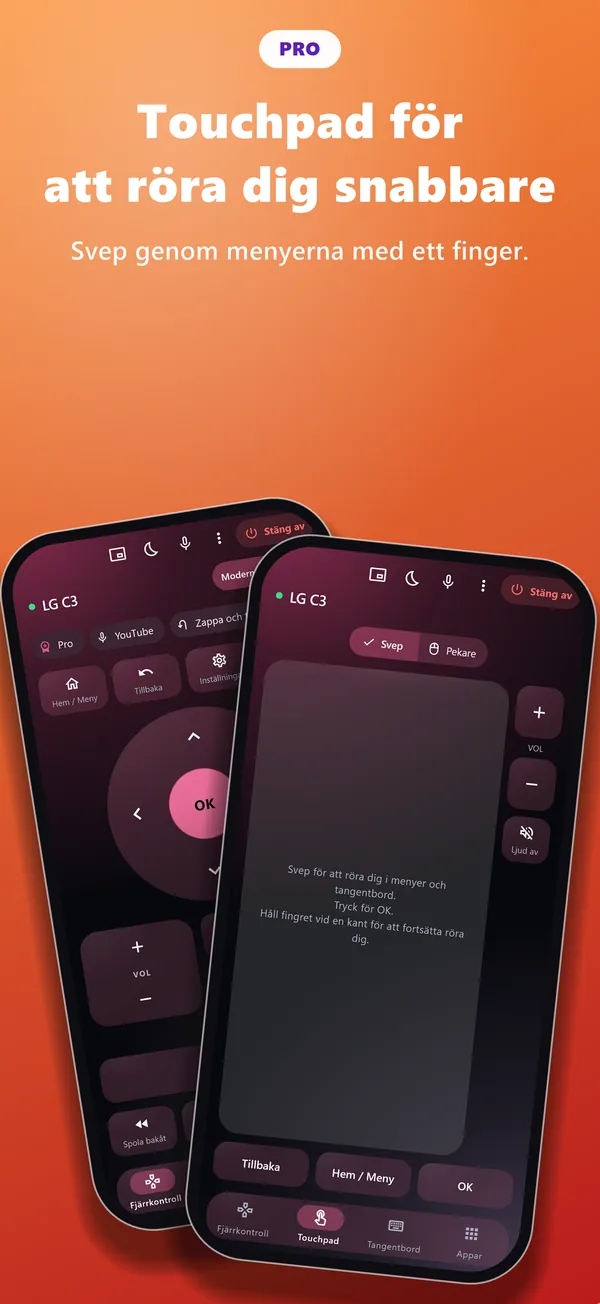 PRO
Touchpad för
att röra dig snabbare
Svep genom menyerna med ett finger.
Stäng av
LG C3
Modern
Pro
YouTube
Zappa och
Hem / Meny
Tillbaka
OK
VOL
Spola bakåt
Fjärrkontroll
Stäng av
LG C3
Svep
Pekare
VOL
Ljud av
Svep för att röra dig i menyer och
tangentbord.
Tryck för OK.
Håll fingret vid en kant för att fortsätta röra
dig.
Tillbaka
Hem / Meny
OK
Fjärrkontroll
Touchpad
Tangentbord
Appar